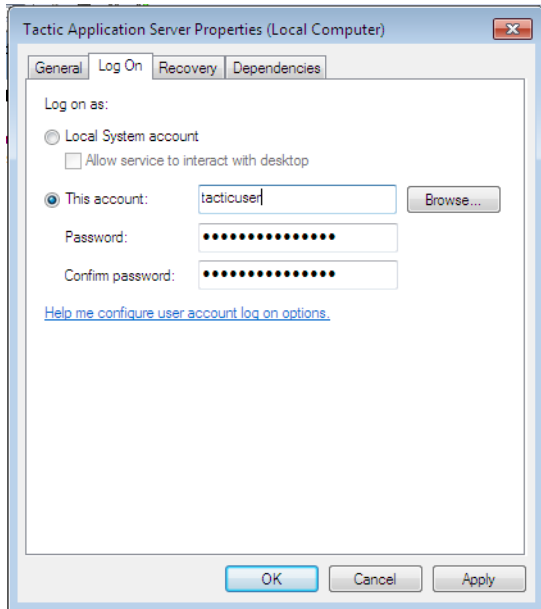 Tactic Application Server Properties (Local Computer)
General Log On Recovery Dependencies
Log on as:
Local System account
Allow service to interact with desktop
This account: tacticuser Browse...
Password: •••••••••••••••
Confirm password: •••••••••••••••
Help me configure user account log on options.
OK Cancel Apply